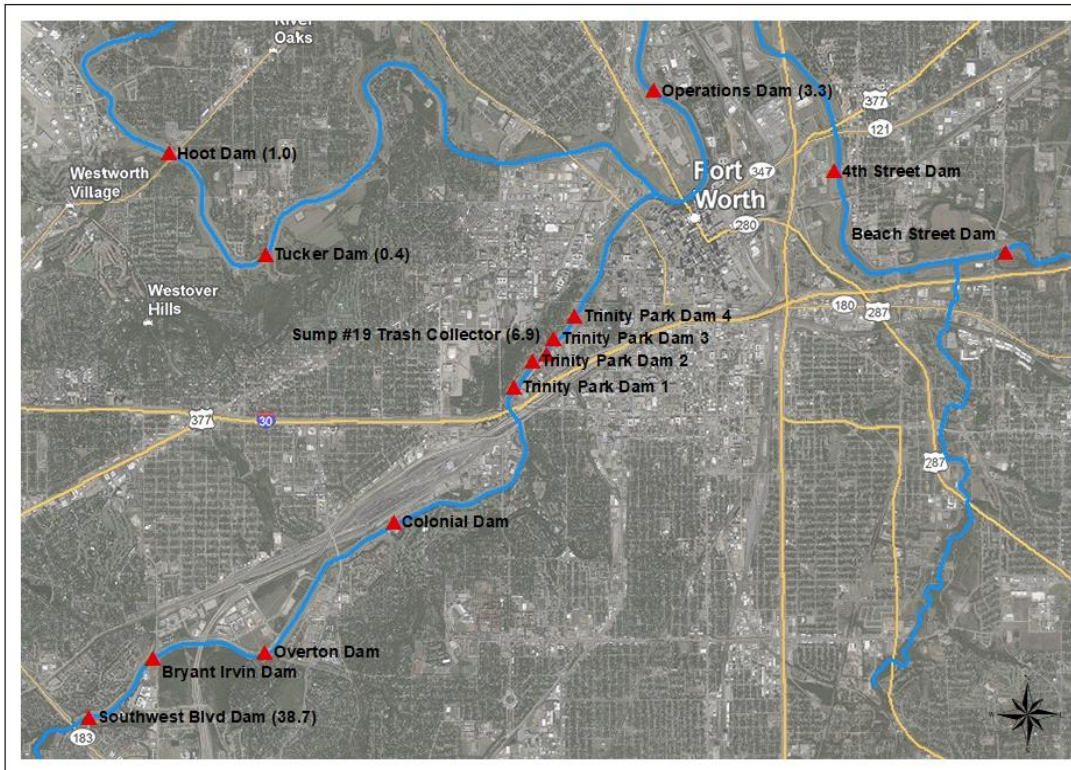 River
Oaks
Operations Dam (3.3)
377
121
Hoot Dam (1.0)
Westworth
Village
347
4th Street Dam
Fort
Worth
280
Beach Street Dam
Tucker Dam (0.4)
Westover
Hills
180
287
Trinity Park Dam 4
Sump #19 Trash Collector (6.9)
Trinity Park Dam 3
Trinity Park Dam 2
Trinity Park Dam 1
377
30
287
Colonial Dam
Overton Dam
Bryant Irvin Dam
Southwest Blvd Dam (38.7)
183